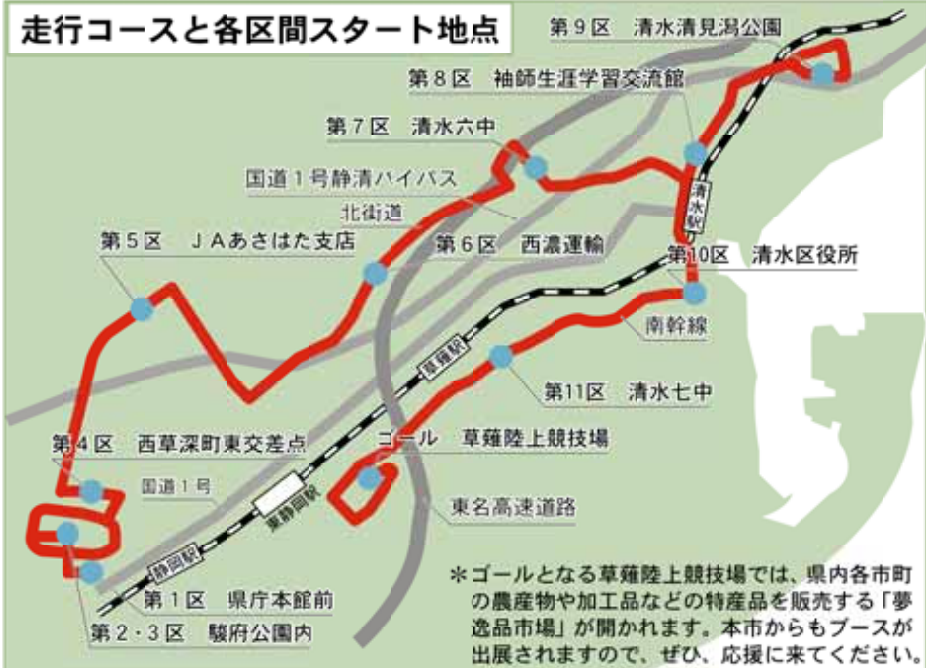 走行コースと各区間スタート地点
第9区　清水清見潟公園
第8区　袖師生涯学習交流館
第7区　清水六中
国道1号静清バイパス
北街道
清水駅
第5区　JAあさはた支店
第6区　西濃運輸
第10区　清水区役所
南幹線
草薙駅
第11区　清水七中
第4区　西草深町東交差点
ゴール　草薙陸上競技場
国道1号
東静岡駅
東名高速道路
静岡駅
第1区　県庁本館前
第2・3区　駿府公園内
＊ゴールとなる草薙陸上競技場では、県内各市町
の農産物や加工品などの特産品を販売する「夢
逸品市場」が開かれます。本市からもブースが
出展されますので、ぜひ、応援に来てください。